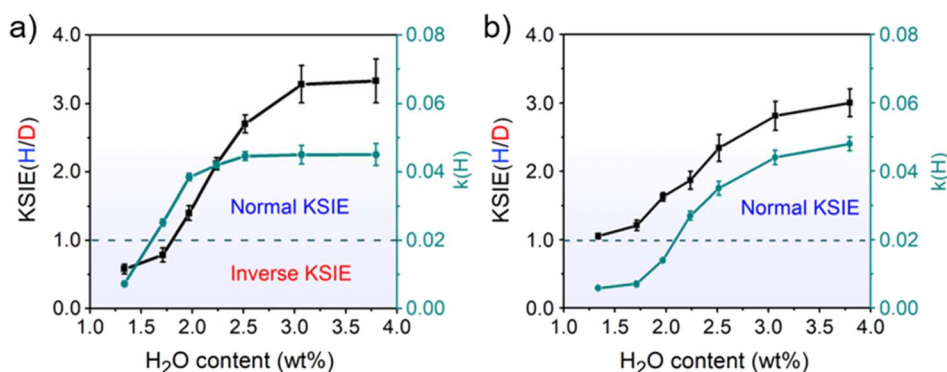 a)
4.0
3.0
2.0
1.0
0.0
KSIE(H/D)
Normal KSIE
Inverse KSIE
0.08
0.06
0.04
0.02
0.00
k(H)
1.0 1.5 2.0 2.5 3.0 3.5 4.0
H₂O content (wt%)
b)
4.0
3.0
2.0
1.0
0.0
KSIE(H/D)
Normal KSIE
0.08
0.06
0.04
0.02
0.00
k(H)
1.0 1.5 2.0 2.5 3.0 3.5 4.0
H₂O content (wt%)